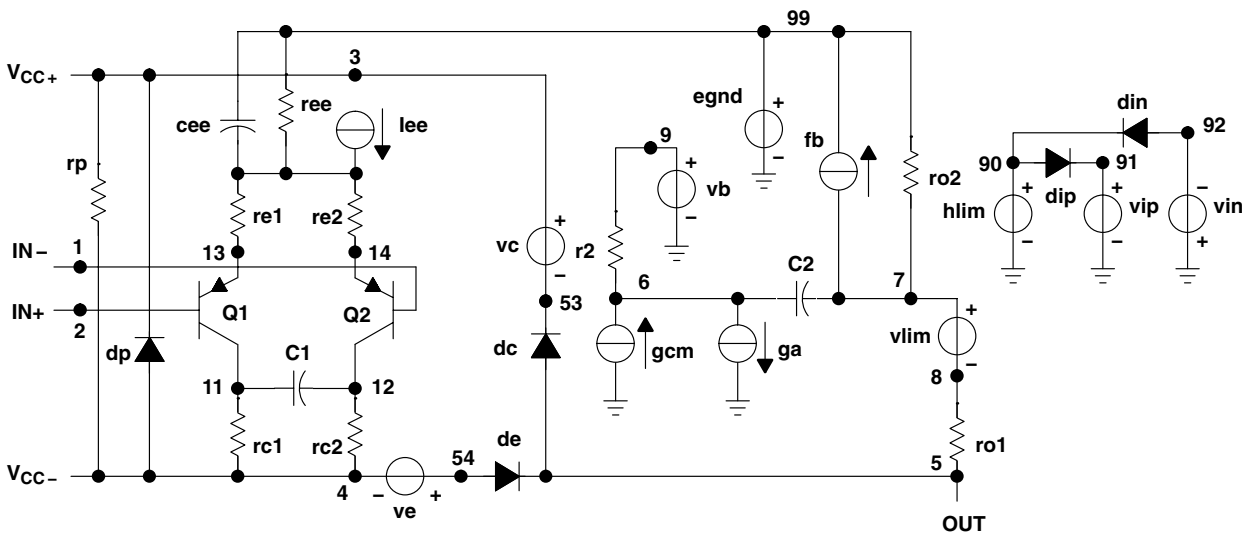 99
3
VCC+
ree
cee
Iee
egnd
+
−
fb
din
92
9
+
vb
−
rp
90
91
dip
ro2
+
hlim
−
+
vip
−
−
vin
+
re1
re2
IN−
1
13
14
+
vc
−
r2
C2
6
7
53
IN+
2
Q1
Q2
+
vlim
−
dp
C1
dc
gcm
ga
8
11
12
rc1
rc2
de
ro1
54
5
VCC−
4
−
+
ve
OUT